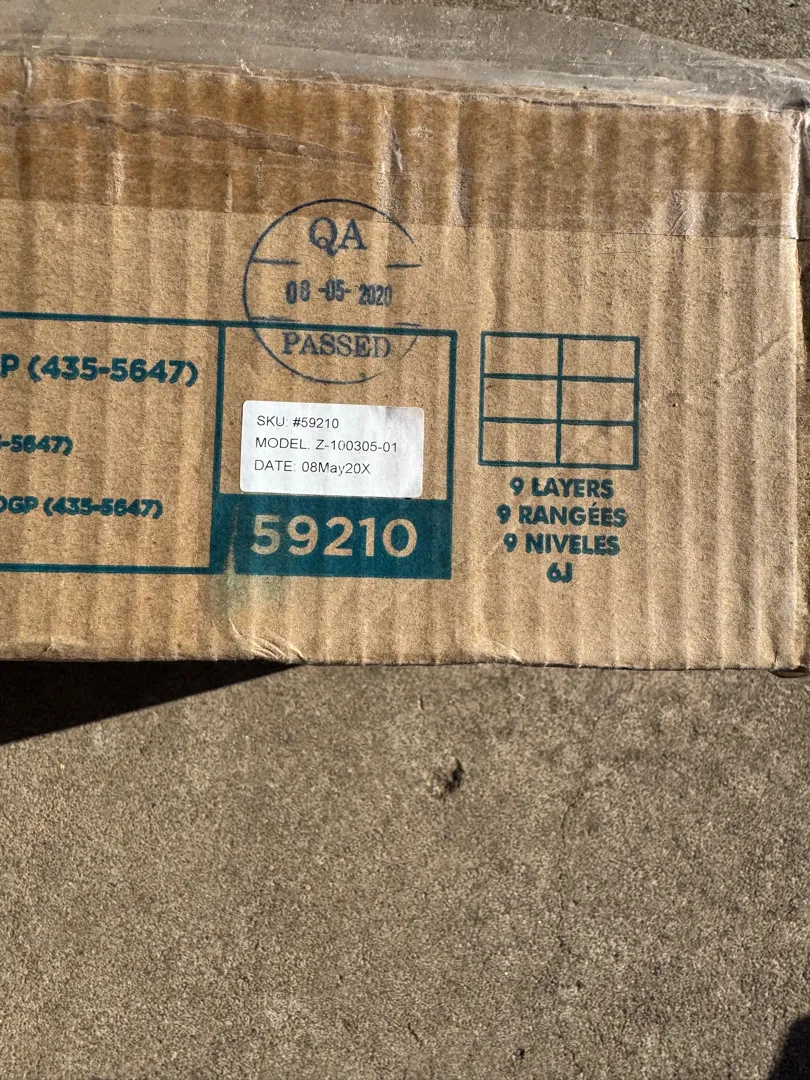 QA
08-05-2020
PASSED
P (435-5647)
-5647)
OGP (435-5647)
SKU: #59210
MODEL: Z-100305-01
DATE: 08May20X
59210
9 LAYERS
9 RANGÉES
9 NIVELES
6J